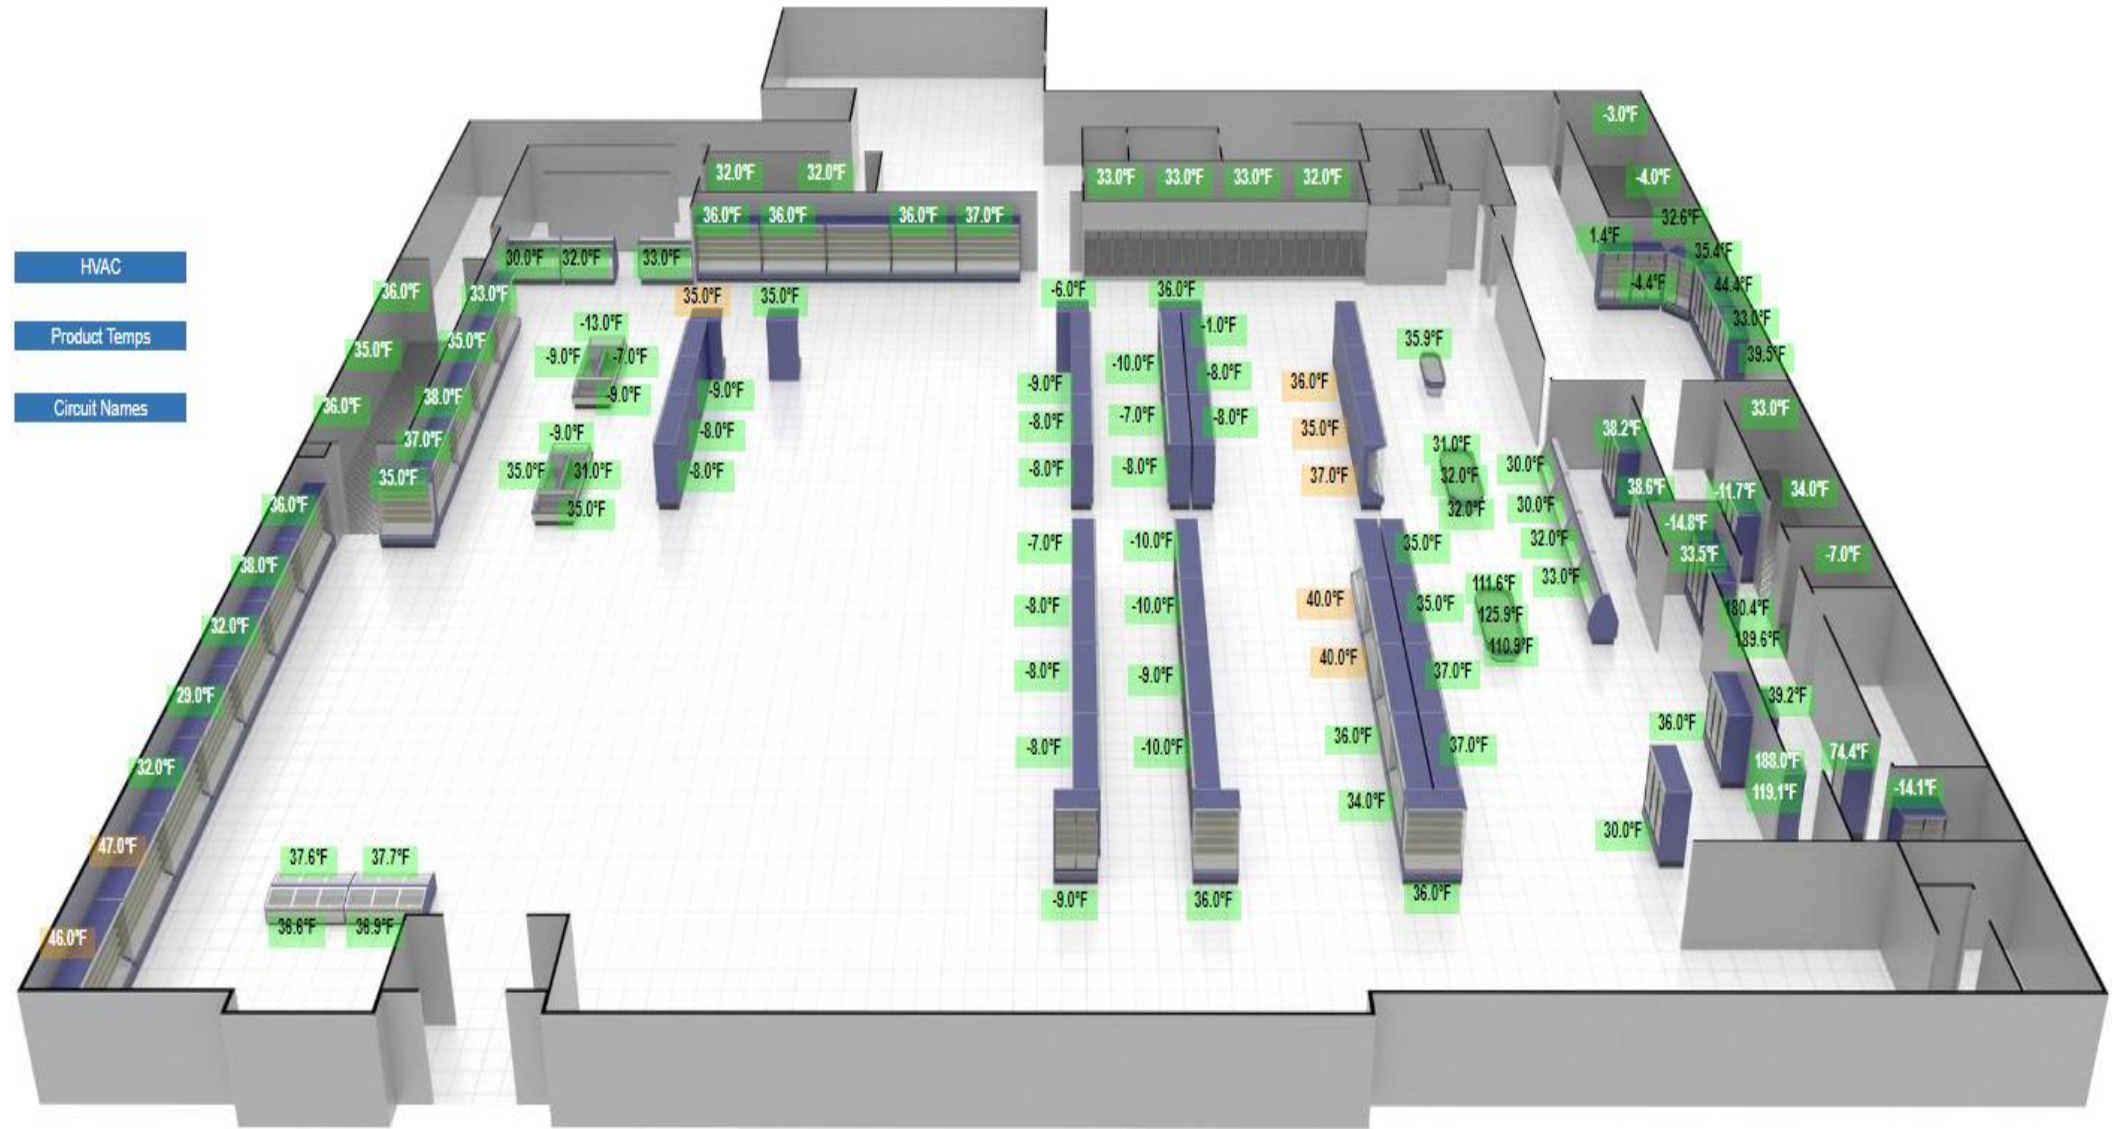 -3.0°F
32.0°F
32.0°F
33.0°F
33.0°F
33.0°F
32.0°F
-4.0°F
36.0°F
36.0°F
36.0°F
37.0°F
32.6°F
1.4°F
35.4°F
HVAC
30.0°F
32.0°F
33.0°F
-4.4°F
44.4°F
36.0°F
33.0°F
35.0°F
35.0°F
-6.0°F
36.0°F
33.0°F
Product Temps
-13.0°F
-1.0°F
35.9°F
35.0°F
35.0°F
-9.0°F
-7.0°F
-10.0°F
39.5°F
-8.0°F
36.0°F
-9.0°F
-9.0°F
-9.0°F
Circuit Names
36.0°F
38.0°F
33.0°F
-8.0°F
-7.0°F
-8.0°F
35.0°F
38.2°F
37.0°F
-9.0°F
-8.0°F
31.0°F
35.0°F
35.0°F
31.0°F
-8.0°F
-8.0°F
-8.0°F
37.0°F
32.0°F
30.0°F
38.6°F
-11.7°F
34.0°F
36.0°F
35.0°F
32.0°F
30.0°F
-14.8°F
-7.0°F
-10.0°F
35.0°F
32.0°F
33.5°F
-7.0°F
38.0°F
33.0°F
111.6°F
-8.0°F
-10.0°F
40.0°F
35.0°F
125.9°F
180.4°F
32.0°F
110.9°F
189.6°F
-8.0°F
-9.0°F
40.0°F
37.0°F
29.0°F
39.2°F
36.0°F
-8.0°F
-10.0°F
36.0°F
37.0°F
74.4°F
32.0°F
188.0°F
119.1°F
-14.1°F
34.0°F
30.0°F
47.0°F
37.6°F
37.7°F
-9.0°F
36.0°F
36.0°F
46.0°F